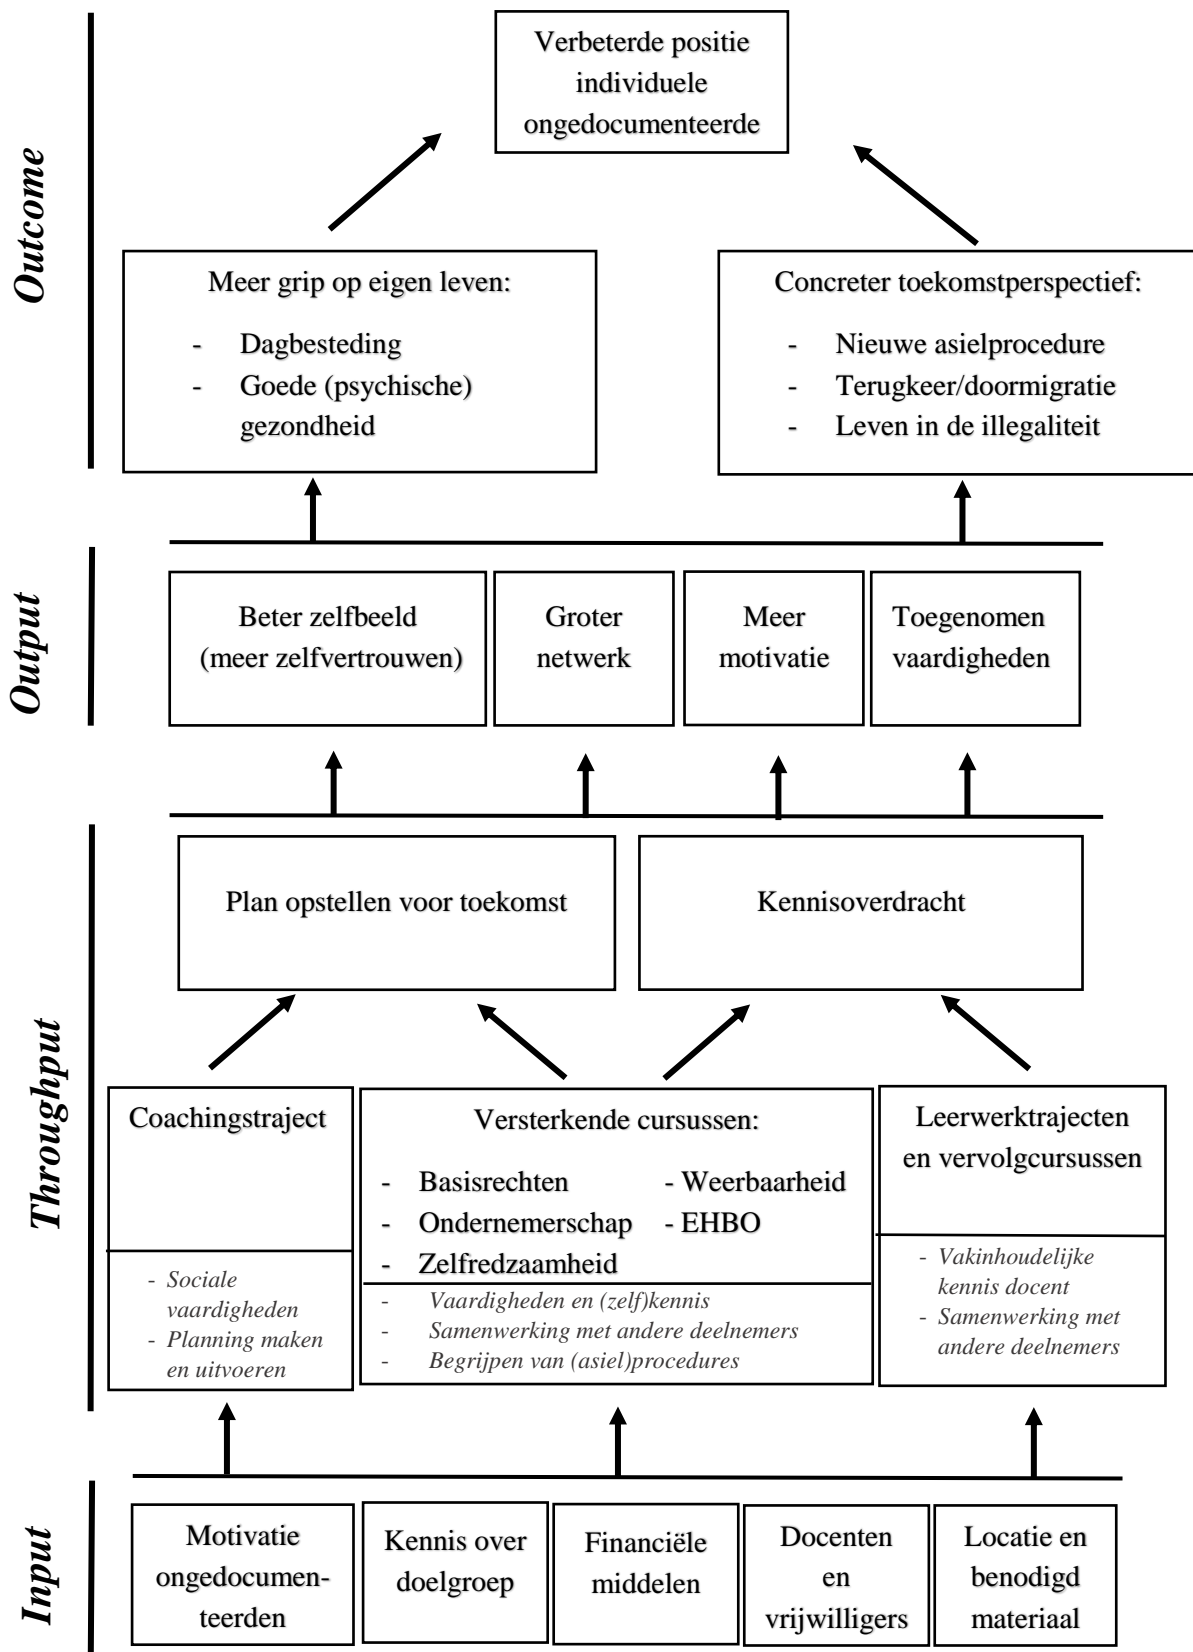 Outcome
Verbeterde positie
individuele
ongedocumenteerde
Meer grip op eigen leven:
- Dagbesteding
- Goede (psychische)
gezondheid
Concreter toekomstperspectief:
- Nieuwe asielprocedure
- Terugkeer/doormigratie
- Leven in de illegaliteit
Output
Beter zelfbeeld
(meer zelfvertrouwen)
Groter
netwerk
Meer
motivatie
Toegenomen
vaardigheden
Throughput
Plan opstellen voor toekomst
Kennisoverdracht
Coachingstraject
- Sociale
vaardigheden
- Planning maken
en uitvoeren
Versterkende cursussen:
- Basisrechten - Weerbaarheid
- Ondernemerschap - EHBO
- Zelfredzaamheid
- Vaardigheden en (zelf)kennis
- Samenwerking met andere deelnemers
- Begrijpen van (asiel)procedures
Leerwerktrajecten
en vervolgcursussen
- Vakinhoudelijke
kennis docent
- Samenwerking met
andere deelnemers
Input
Motivatie
ongedocumen-
teerden
Kennis over
doelgroep
Financiële
middelen
Docenten
en
vrijwilligers
Locatie en
benodigd
materiaal